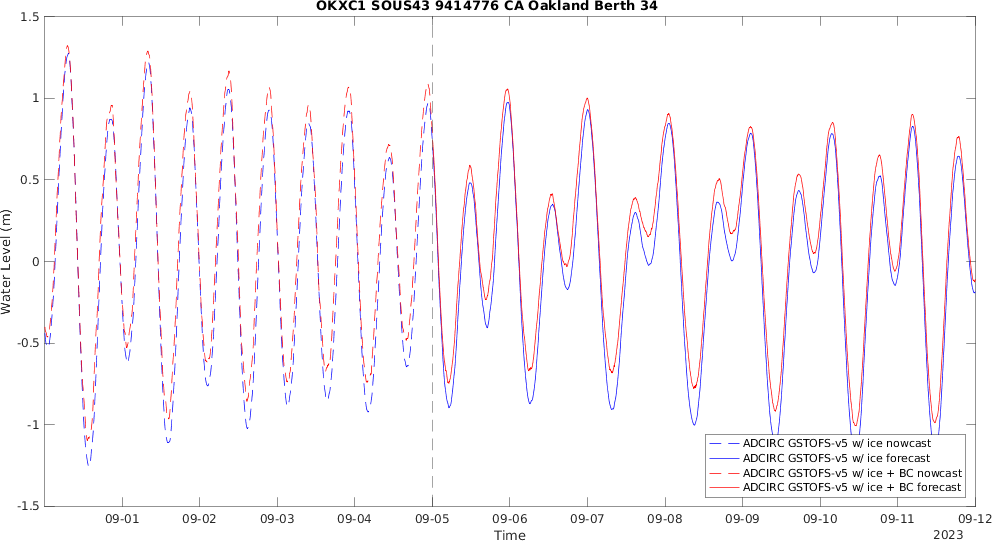 OKXC1 SOUS43 9414776 CA Oakland Berth 34
1.5
1
0.5
0
-0.5
-1
-1.5
Water Level (m)
ADCIRC GSTOFS-v5 w/ ice nowcast
ADCIRC GSTOFS-v5 w/ ice forecast
ADCIRC GSTOFS-v5 w/ ice + BC nowcast
ADCIRC GSTOFS-v5 w/ ice + BC forecast
09-01 09-02 09-03 09-04 09-05 09-06 09-07 09-08 09-09 09-10 09-11 09-12
Time
2023